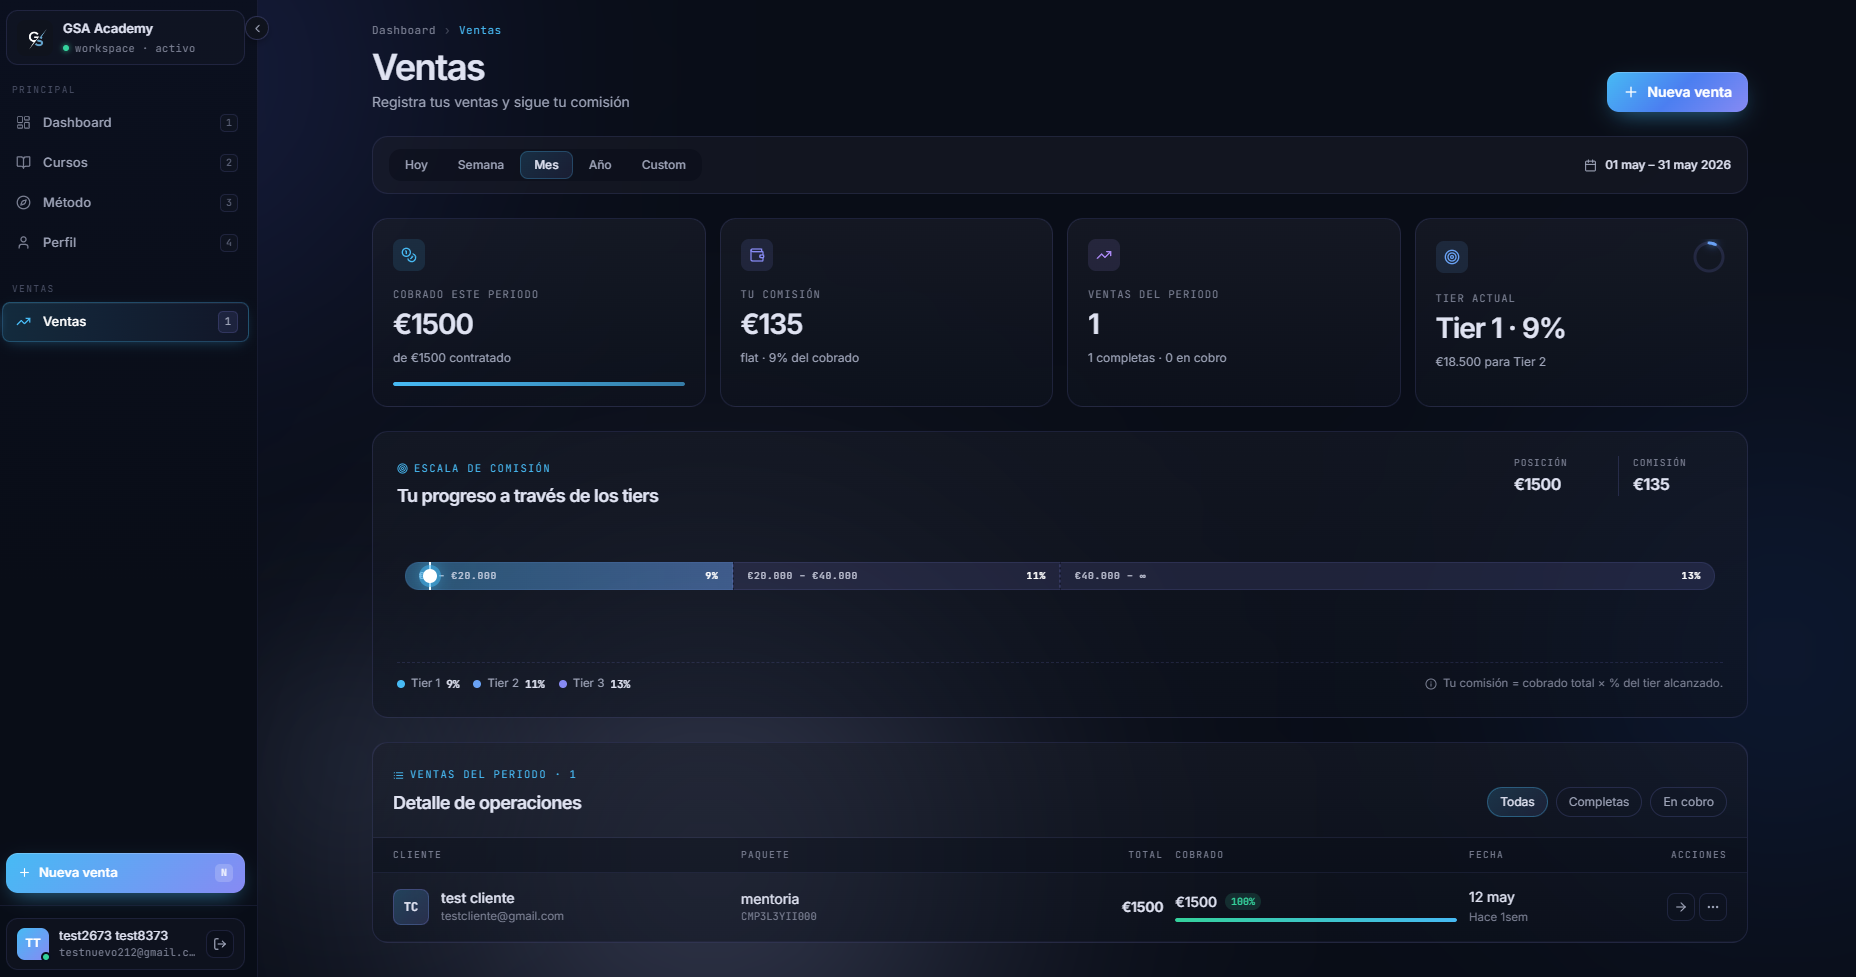 GSA Academy
workspace · activo
PRINCIPAL
Dashboard 1
Cursos 2
Método 3
Perfil 4
VENTAS
Ventas 1
+ Nueva venta N
TT
test2673 test8373
testnuevo212@gmail.c…
Dashboard › Ventas
Ventas
Registra tus ventas y sigue tu comisión
+ Nueva venta
Hoy Semana Mes Año Custom
01 may – 31 may 2026
COBRADO ESTE PERIODO
€1500
de €1500 contratado
TU COMISIÓN
€135
flat · 9% del cobrado
VENTAS DEL PERIODO
1
1 completas · 0 en cobro
TIER ACTUAL
Tier 1 · 9%
€18.500 para Tier 2
ESCALA DE COMISIÓN
Tu progreso a través de los tiers
POSICIÓN
€1500
COMISIÓN
€135
– €20.000 9%
€20.000 – €40.000 11%
€40.000 – ∞ 13%
Tier 1 9% Tier 2 11% Tier 3 13%
Tu comisión = cobrado total × % del tier alcanzado.
VENTAS DEL PERIODO · 1
Detalle de operaciones
Todas Completas En cobro
CLIENTE PAQUETE TOTAL COBRADO FECHA ACCIONES
TC
test cliente
testcliente@gmail.com
mentoria
CMP3L3YII000
€1500
€1500 100%
12 may
Hace 1sem